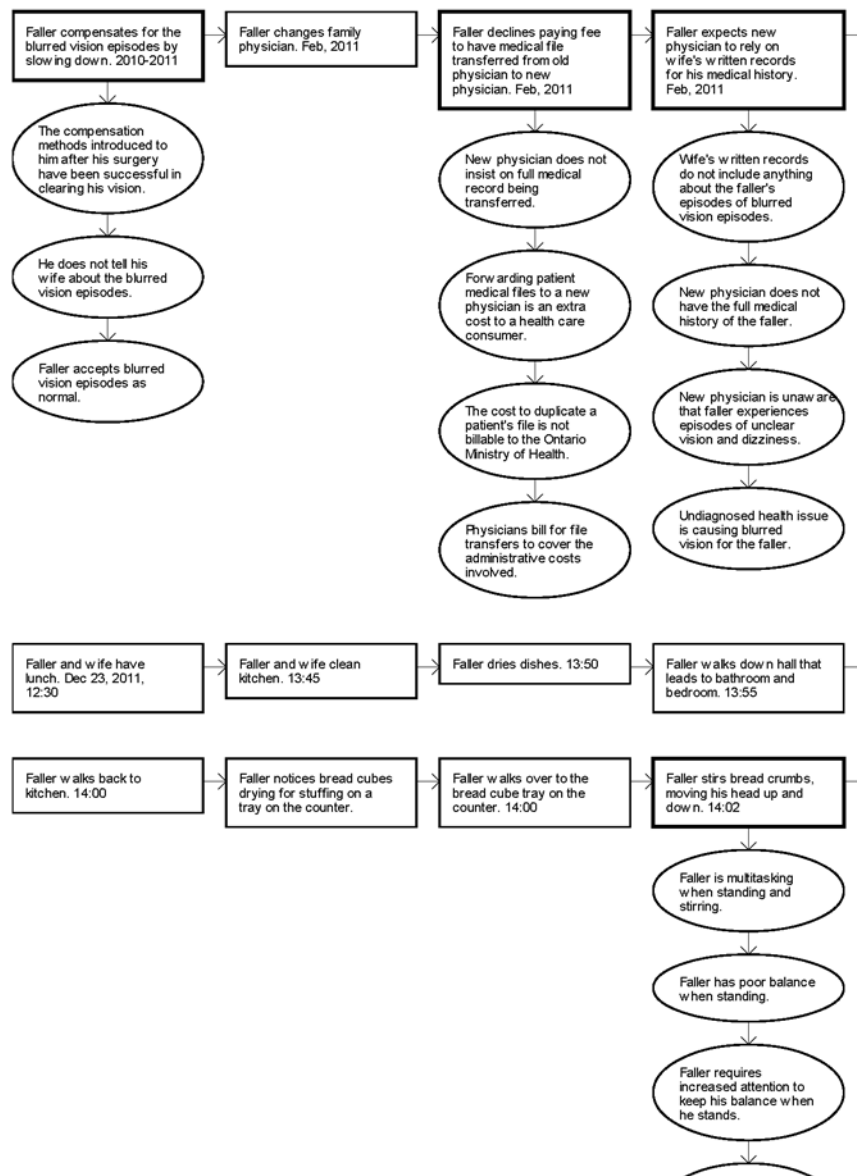 Faller compensates for the
blurred vision episodes by
slowing down. 2010-2011
Faller changes family
physician. Feb, 2011
Faller declines paying fee
to have medical file
transferred from old
physician to new
physician. Feb, 2011
Faller expects new
physician to rely on
wife's written records
for his medical history.
Feb, 2011
The compensation
methods introduced to
him after his surgery
have been successful in
clearing his vision.
He does not tell his
wife about the blurred
vision episodes.
Faller accepts blurred
vision episodes as
normal.
New physician does not
insist on full medical
record being
transferred.
Forwarding patient
medical files to a new
physician is an extra
cost to a health care
consumer.
The cost to duplicate a
patient's file is not
billable to the Ontario
Ministry of Health.
Physicians bill for file
transfers to cover the
administrative costs
involved.
Wife's written records
do not include anything
about the faller's
episodes of blurred
vision episodes.
New physician does not
have the full medical
history of the faller.
New physician is unaware
that faller experiences
episodes of unclear
vision and dizziness.
Undiagnosed health issue
is causing blurred
vision for the faller.
Faller and wife have
lunch. Dec 23, 2011,
12:30
Faller and wife clean
kitchen. 13:45
Faller dries dishes. 13:50
Faller walks down hall that
leads to bathroom and
bedroom. 13:55
Faller walks back to
kitchen. 14:00
Faller notices bread cubes
drying for stuffing on a
tray on the counter.
Faller walks over to the
bread cube tray on the
counter. 14:00
Faller stirs bread crumbs,
moving his head up and
down. 14:02
Faller is multitasking
when standing and
stirring.
Faller has poor balance
when standing.
Faller requires
increased attention to
keep his balance when
he stands.